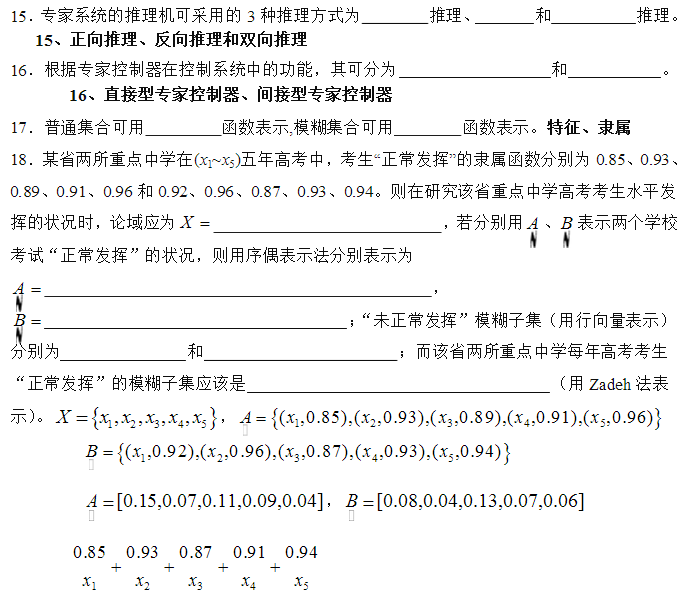 15．专家系统的推理机可采用的 3 种推理方式为________推理、_______和__________推理。
15、正向推理、反向推理和双向推理
16．根据专家控制器在控制系统中的功能，其可分为__________________和___________。
16、直接型专家控制器、间接型专家控制器
17．普通集合可用_________函数表示,模糊集合可用________函数表示。特征、隶属
18．某省两所重点中学在(x₁~x₅)五年高考中，考生“正常发挥”的隶属函数分别为 0.85、0.93、
0.89、0.91、0.96 和 0.92、0.96、0.87、0.93、0.94。则在研究该省重点中学高考考生水平发
挥的状况时，论域应为 X = ___________________________，若分别用 A 、B 表示两个学校
考试“正常发挥”的状况，则用序偶表示法分别表示为
A = ______________________________________________，
B = ____________________________________；“未正常发挥”模糊子集（用行向量表示）
分别为_______________和_______________________；而该省两所重点中学每年高考考生
“正常发挥”的模糊子集应该是____________________________________（用 Zadeh 法表
示）。X = {x₁,x₂,x₃,x₄,x₅}，A = {(x₁,0.85),(x₂,0.93),(x₃,0.89),(x₄,0.91),(x₅,0.96)}
B = {(x₁,0.92),(x₂,0.96),(x₃,0.87),(x₄,0.93),(x₅,0.94)}
A = [0.15,0.07,0.11,0.09,0.04]，B = [0.08,0.04,0.13,0.07,0.06]
0.85/x₁ + 0.93/x₂ + 0.87/x₃ + 0.91/x₄ + 0.94/x₅